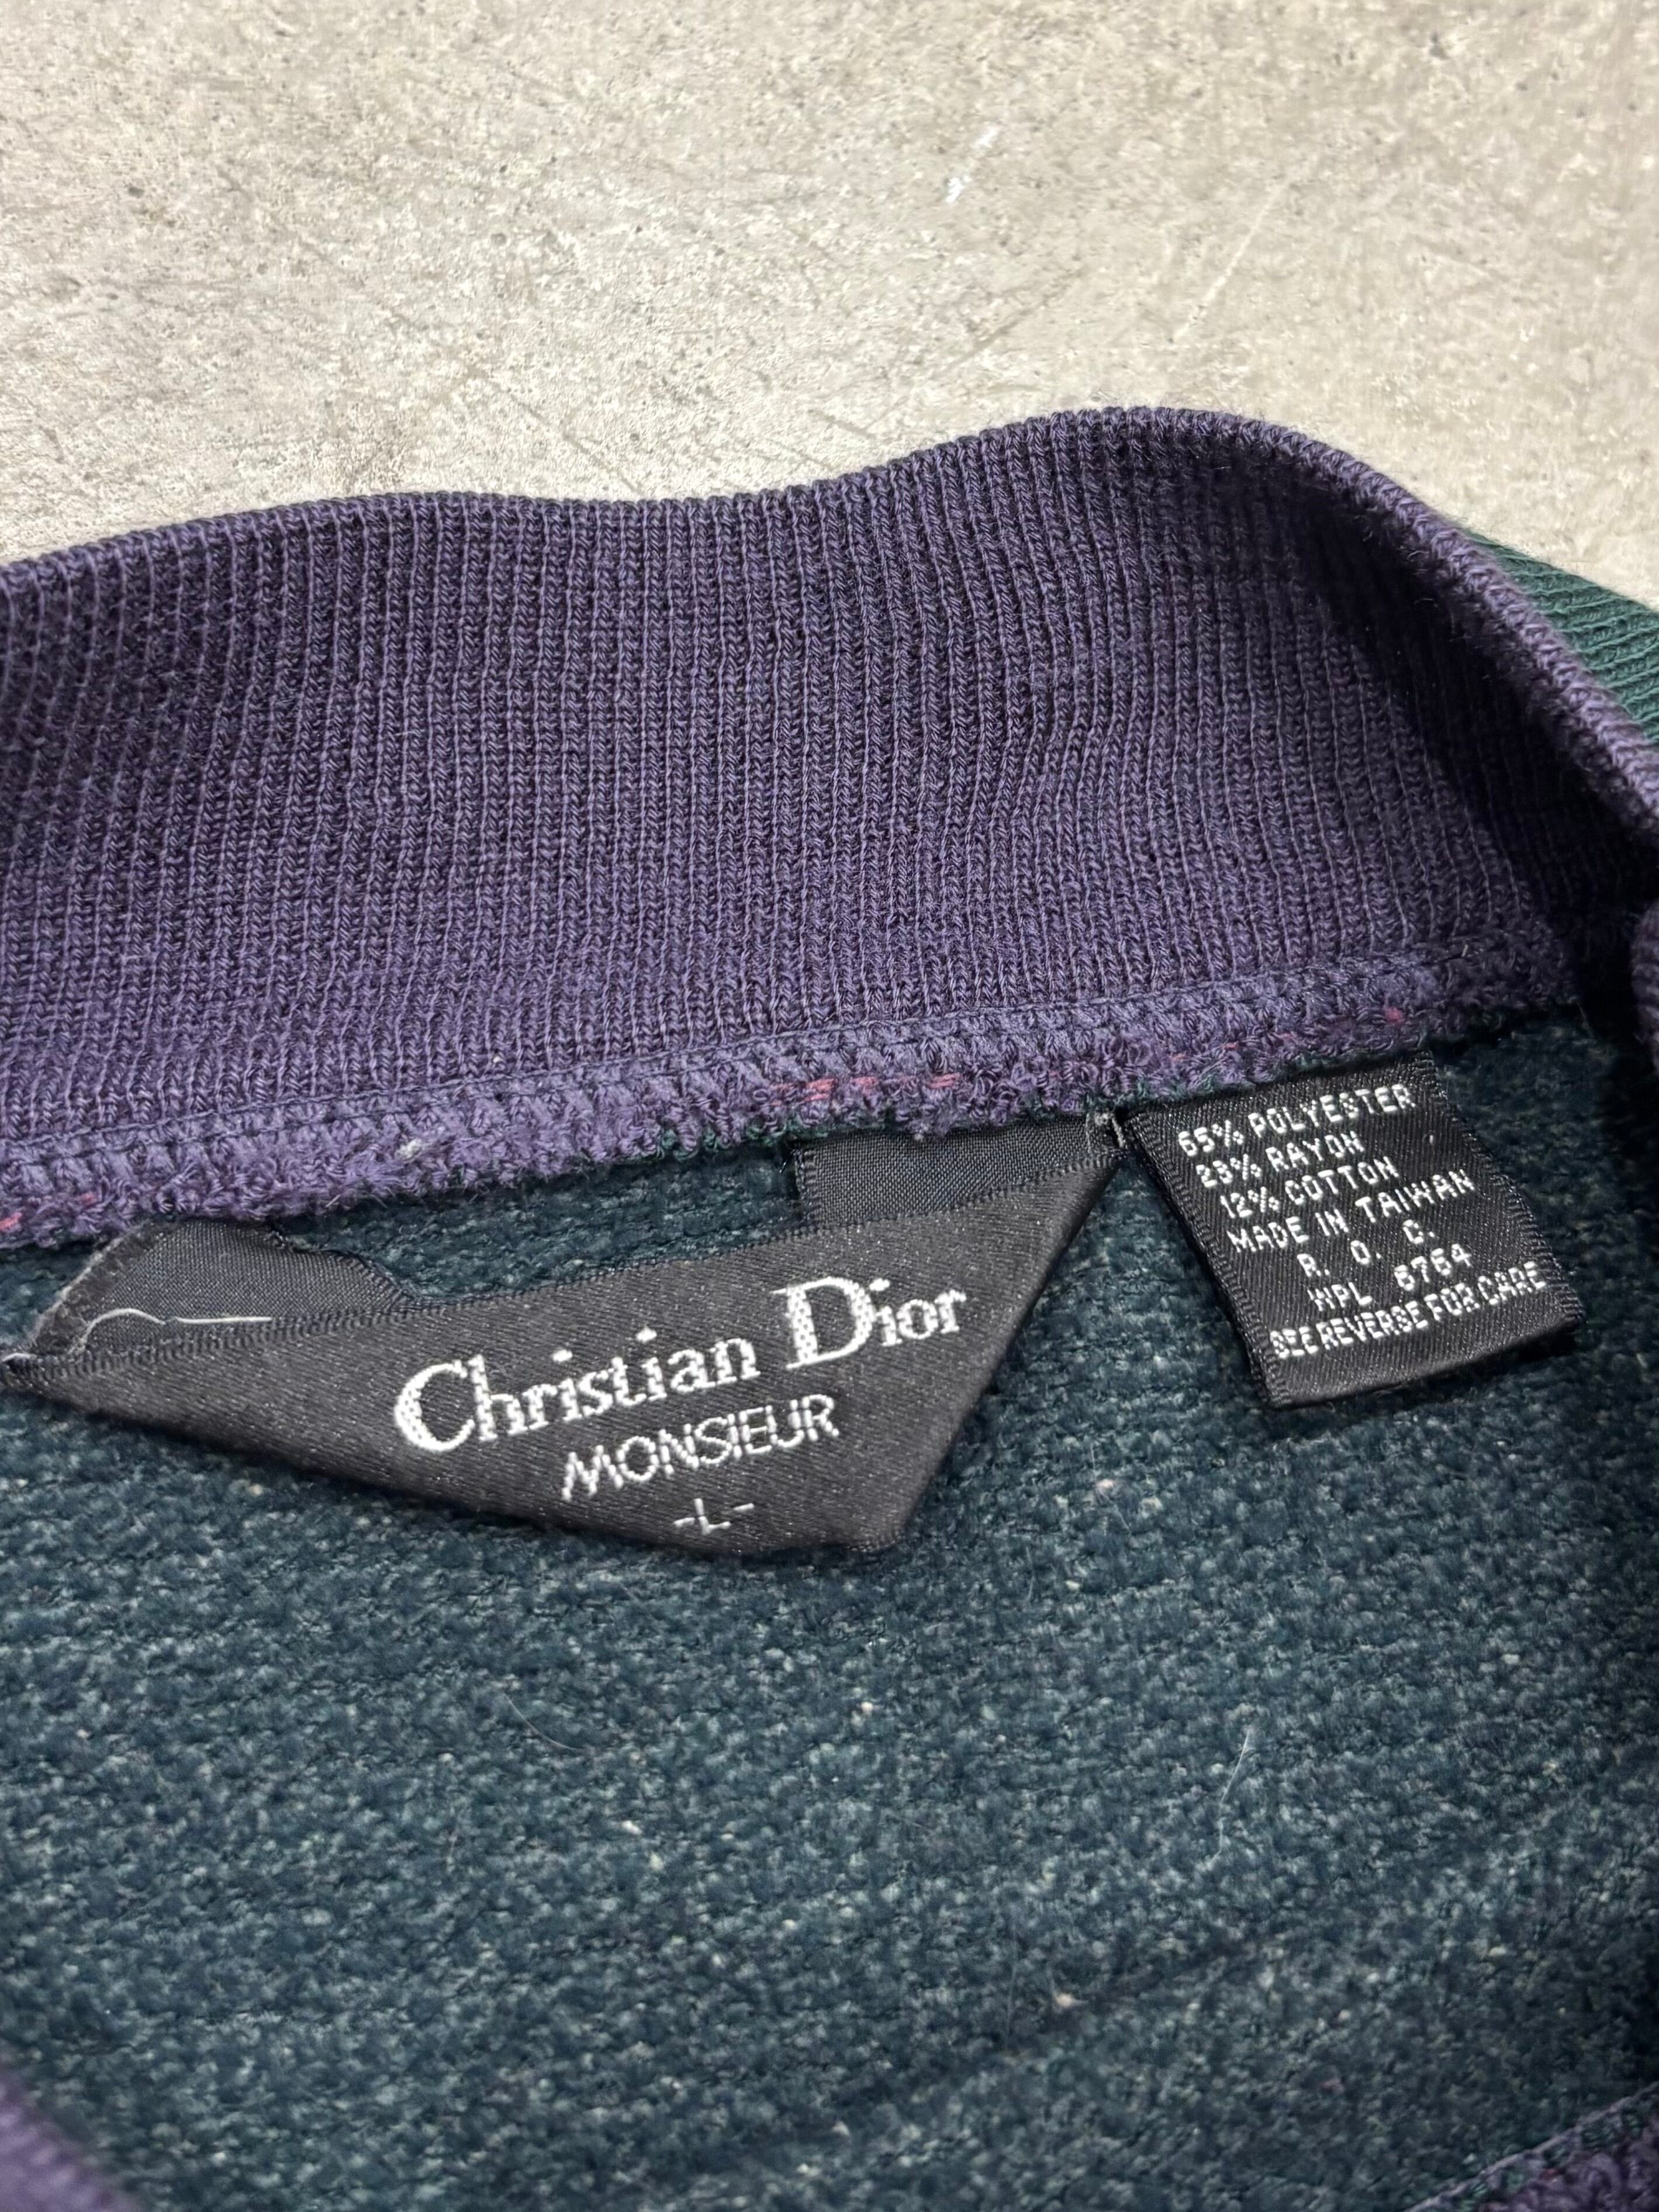 Christian Dior
MONSIEUR
-L-
65% POLYESTER
23% RAYON
12% COTTON
MADE IN TAIWAN
R. O. C.
WPL 6764
SEE REVERSE FOR CARE